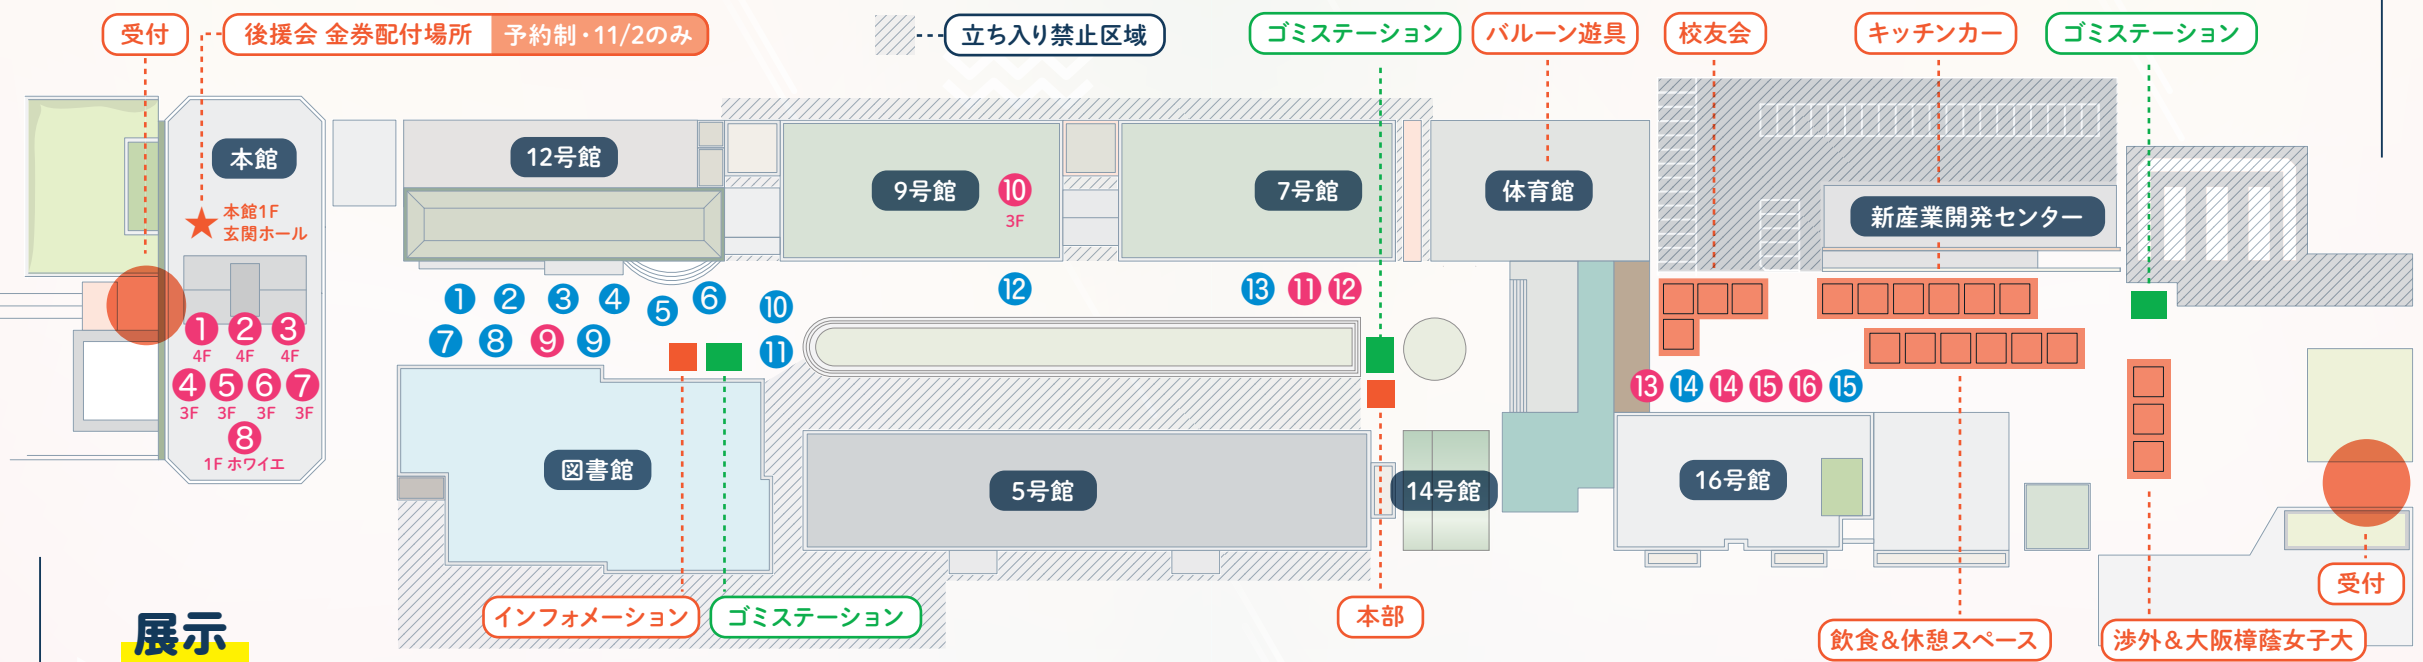 受付
後援会 金券配付場所 予約制・11/2のみ
立ち入り禁止区域
ゴミステーション
バルーン遊具
校友会
キッチンカー
ゴミステーション
本館
12号館
9号館
10
3F
7号館
体育館
新産業開発センター
★ 本館1F
玄関ホール
1 2 3 4 5 6
10
12
13 11 12
1 2 3
4F 4F 4F
7 8 9 9
11
4 5 6 7
3F 3F 3F 3F
8
1F ホワイエ
13 14 14 15 16 15
図書館
5号館
14号館
16号館
インフォメーション
ゴミステーション
本部
受付
飲食&休憩スペース
渉外&大阪樟蔭女子大
展示